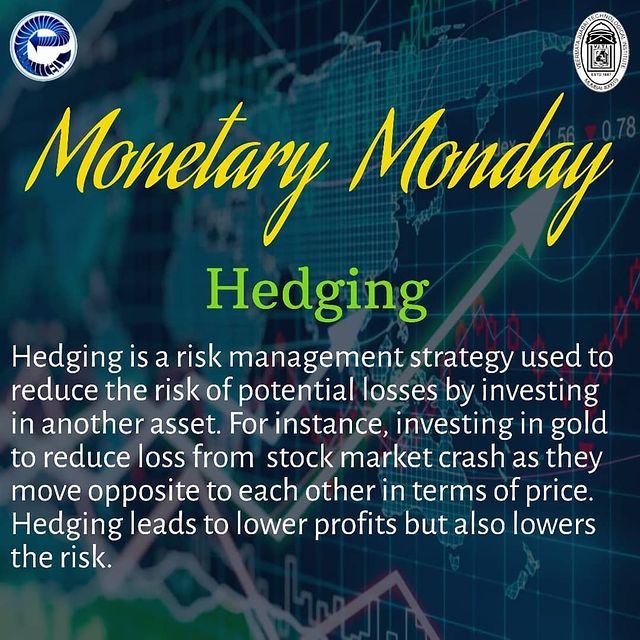 Monetary Monday
Hedging
Hedging is a risk management strategy used to
reduce the risk of potential losses by investing
in another asset. For instance, investing in gold
to reduce loss from stock market crash as they
move opposite to each other in terms of price.
Hedging leads to lower profits but also lowers
the risk.
0.78